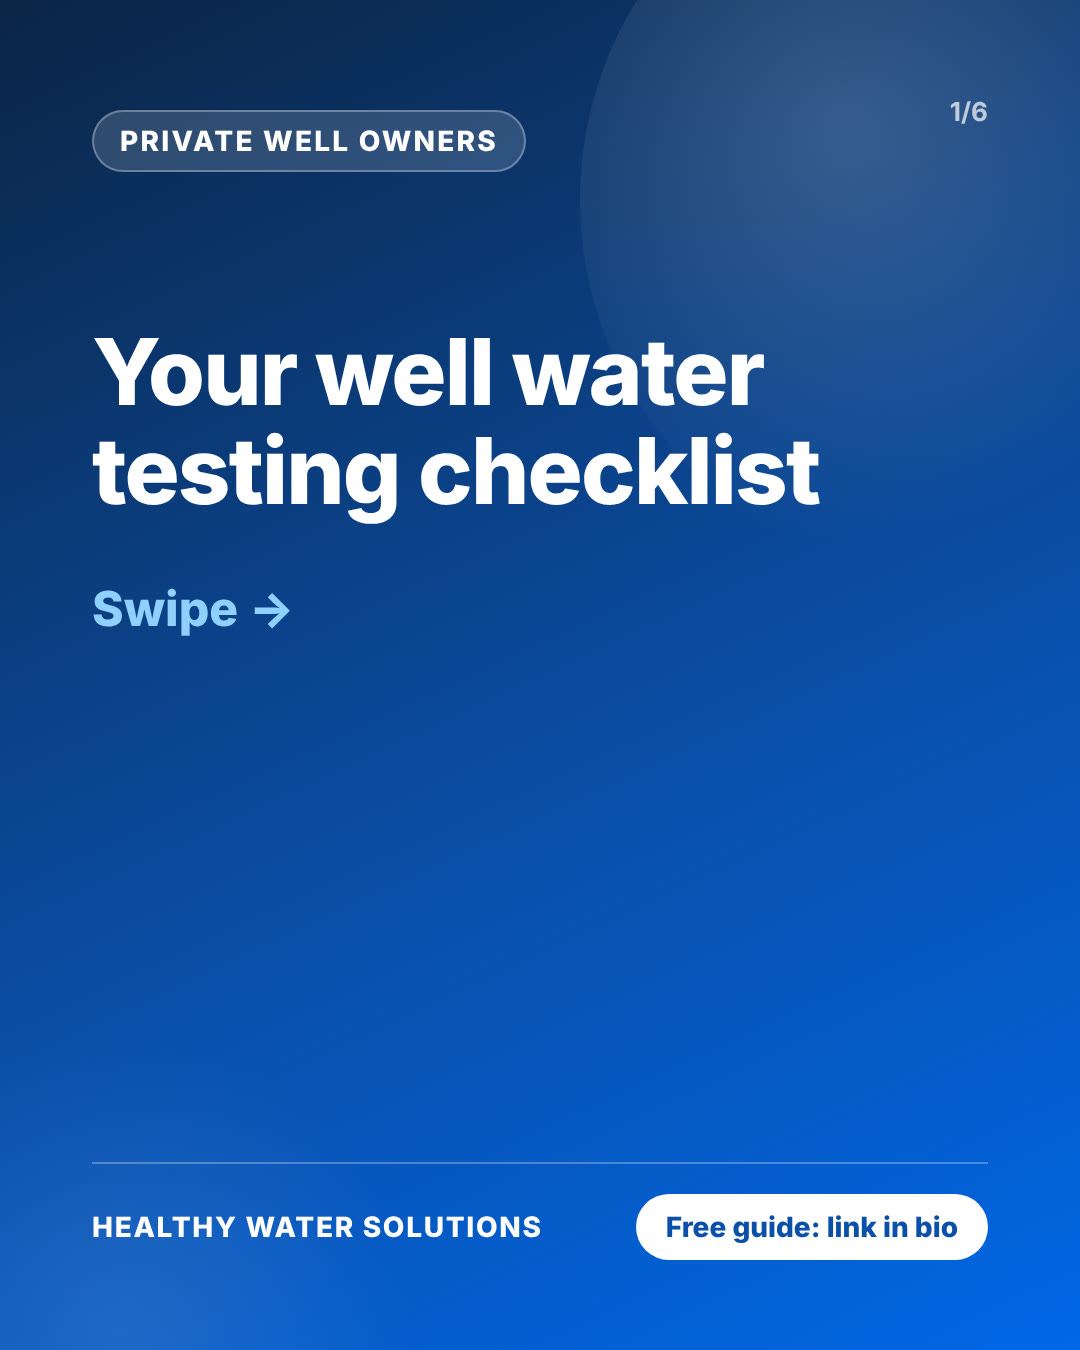 PRIVATE WELL OWNERS
1/6
Your well water
testing checklist
Swipe →
HEALTHY WATER SOLUTIONS
Free guide: link in bio